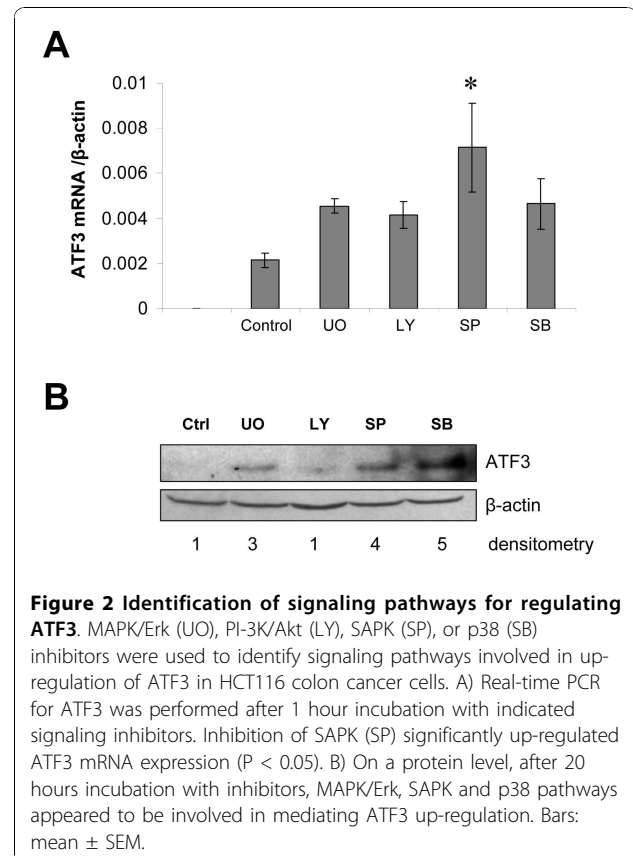 A
0.01
0.008
0.006
0.004
0.002
0
ATF3 mRNA /β-actin
*
Control UO LY SP SB
B
Ctrl UO LY SP SB
ATF3
β-actin
1 3 1 4 5 densitometry
Figure 2 Identification of signaling pathways for regulating
ATF3. MAPK/Erk (UO), PI-3K/Akt (LY), SAPK (SP), or p38 (SB)
inhibitors were used to identify signaling pathways involved in up-
regulation of ATF3 in HCT116 colon cancer cells. A) Real-time PCR
for ATF3 was performed after 1 hour incubation with indicated
signaling inhibitors. Inhibition of SAPK (SP) significantly up-regulated
ATF3 mRNA expression (P < 0.05). B) On a protein level, after 20
hours incubation with inhibitors, MAPK/Erk, SAPK and p38 pathways
appeared to be involved in mediating ATF3 up-regulation. Bars:
mean ± SEM.